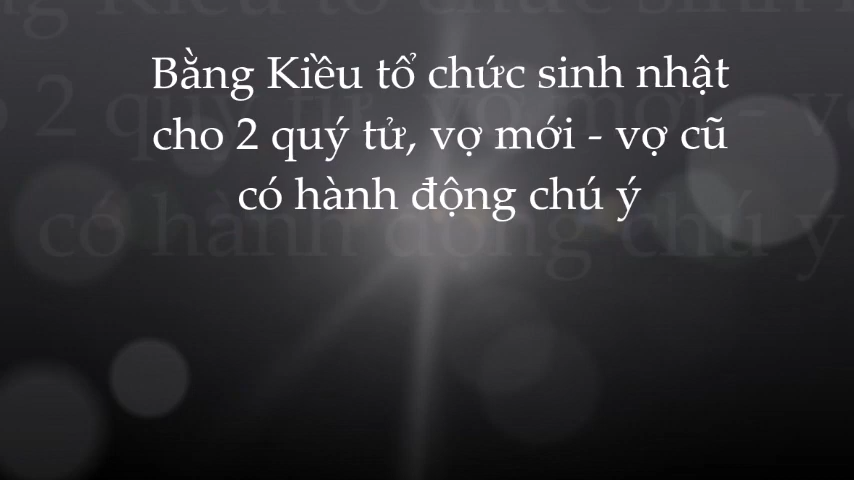 Bằng Kiều tổ chức sinh nhật
cho 2 quý tử, vợ mới - vợ cũ
có hành động chú ý